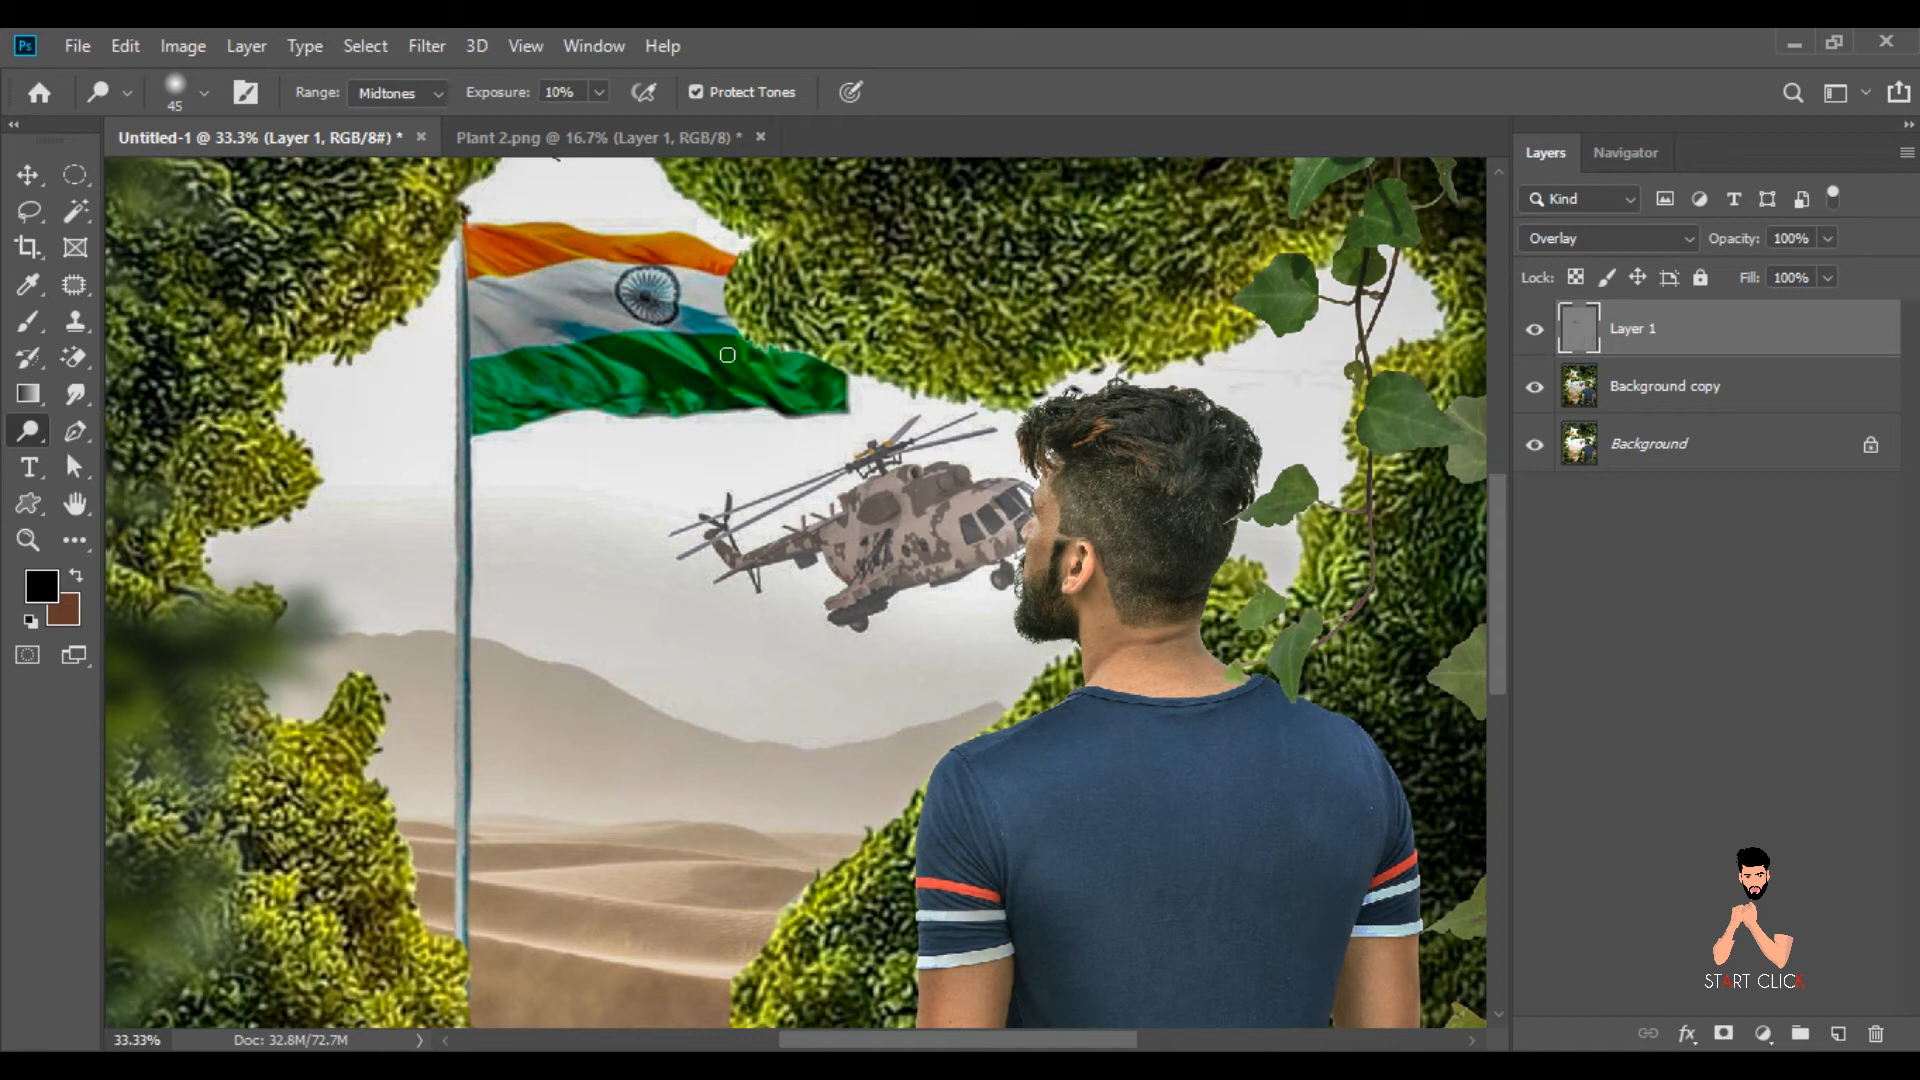 Ps File Edit Image Layer Type Select Filter 3D View Window Help
45 Range: Midtones Exposure: 10% Protect Tones
Untitled-1 @ 33.3% (Layer 1, RGB/8#) * Plant 2.png @ 16.7% (Layer 1, RGB/8) *
Layers Navigator
Kind
Overlay Opacity: 100%
Lock: Fill: 100%
Layer 1
Background copy
Background
START CLICK
33.33% Doc: 32.8M/72.7M